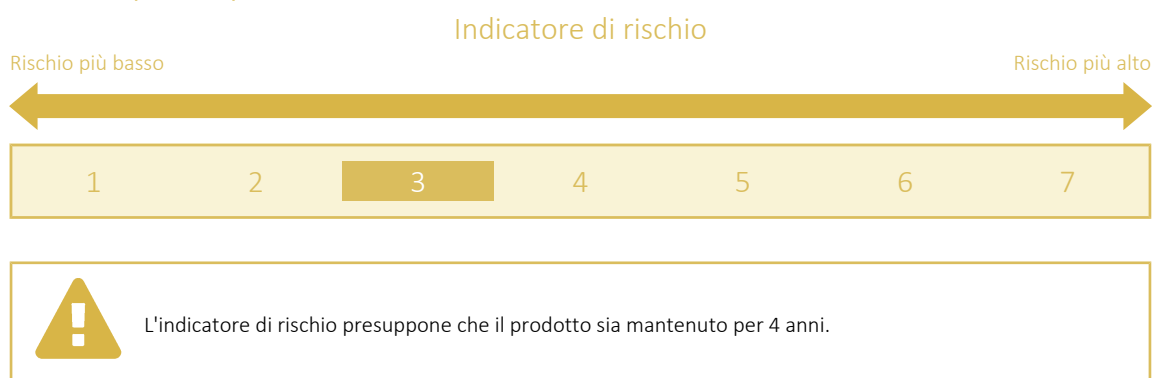 Indicatore di rischio
Rischio più basso
Rischio più alto
1 2 3 4 5 6 7
L'indicatore di rischio presuppone che il prodotto sia mantenuto per 4 anni.